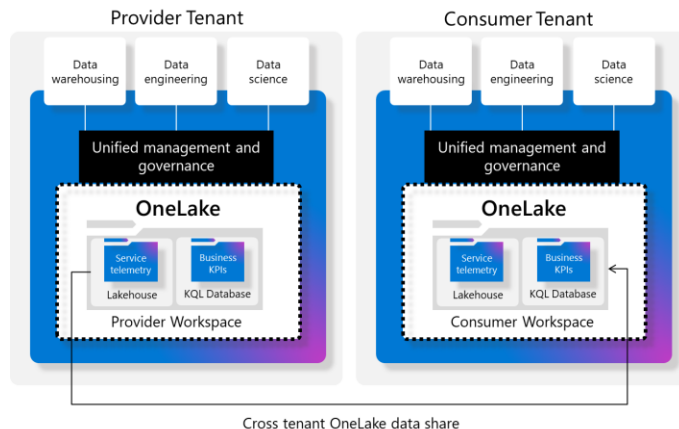 Provider Tenant
Data
warehousing
Data
engineering
Data
science
Unified management and
governance
OneLake
Service
telemetry
Lakehouse
Business
KPIs
KQL Database
Provider Workspace
Consumer Tenant
Data
warehousing
Data
engineering
Data
science
Unified management and
governance
OneLake
Service
telemetry
Lakehouse
Business
KPIs
KQL Database
Consumer Workspace
Cross tenant OneLake data share